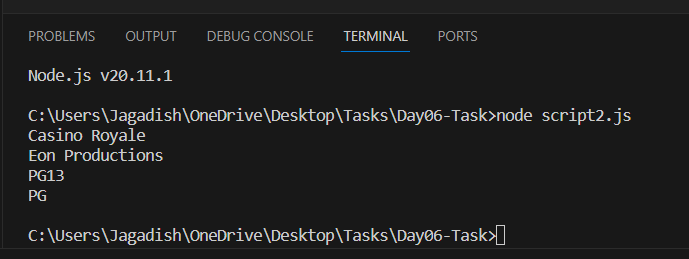 PROBLEMS OUTPUT DEBUG CONSOLE TERMINAL PORTS
Node.js v20.11.1
C:\Users\Jagadish\OneDrive\Desktop\Tasks\Day06-Task>node script2.js
Casino Royale
Eon Productions
PG13
PG
C:\Users\Jagadish\OneDrive\Desktop\Tasks\Day06-Task>